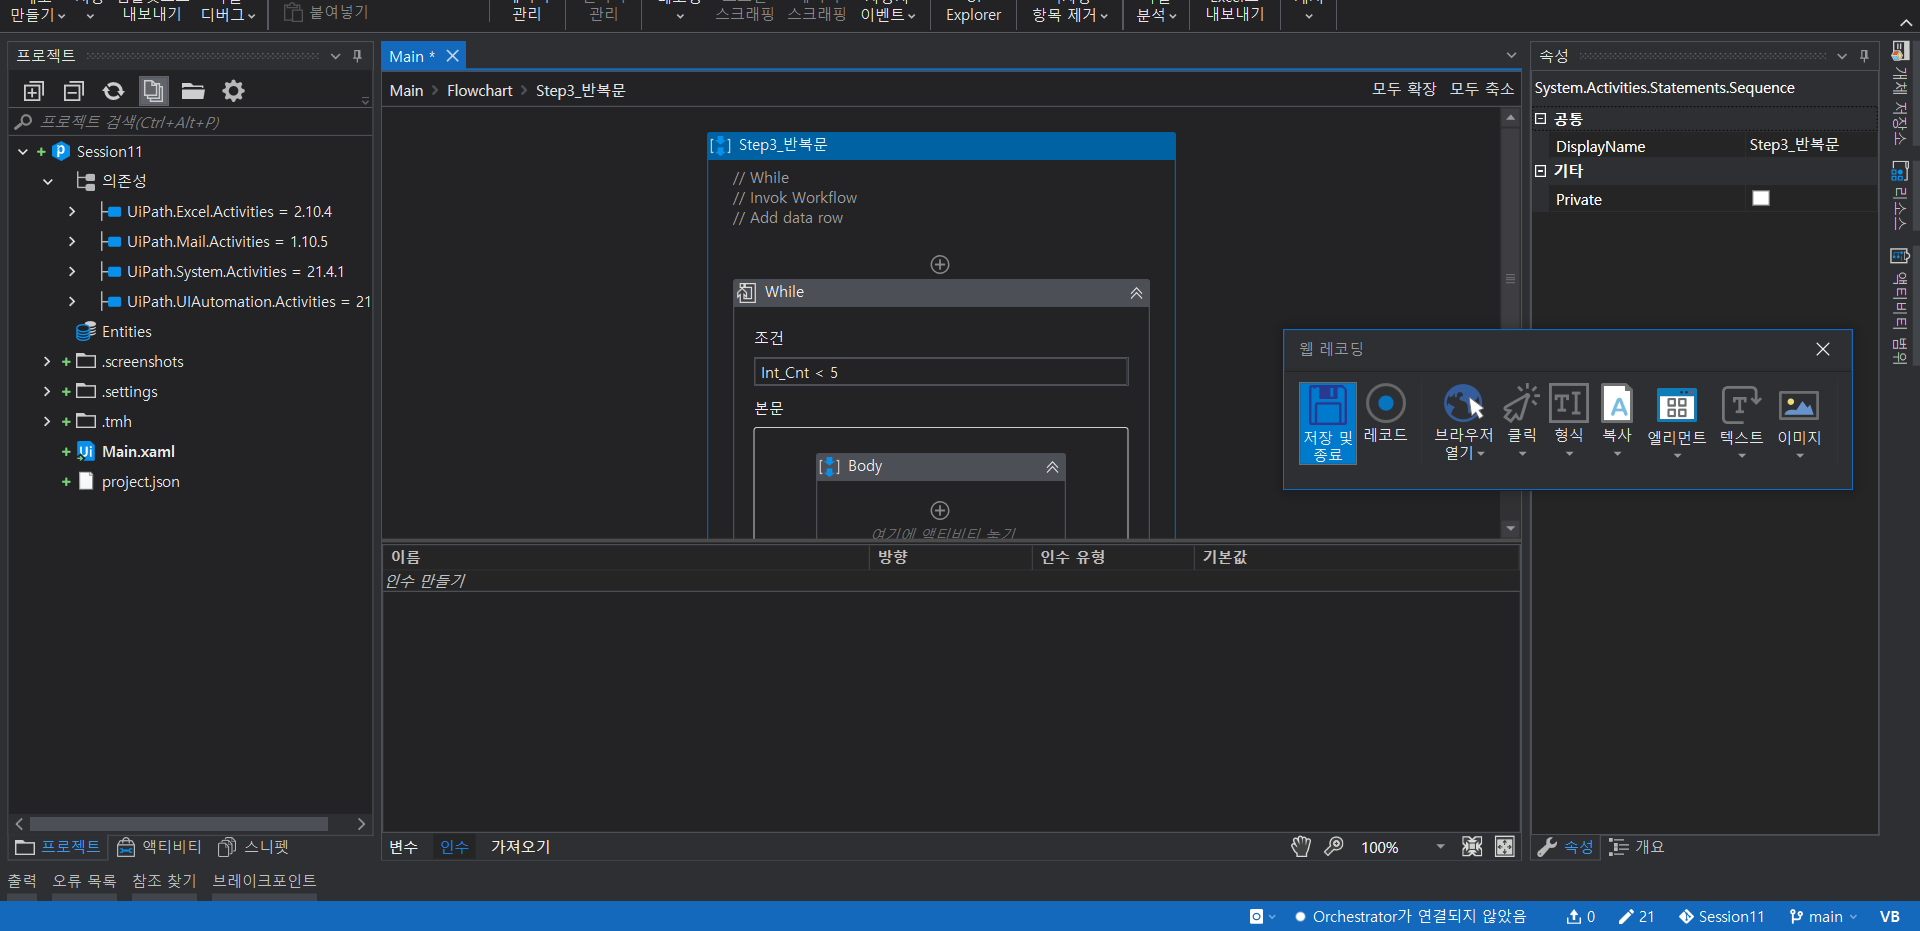 만들기
내보내기
디버그
붙여넣기
관리
관리
스크래핑
스크래핑
이벤트
Explorer
항목 제거
분석
내보내기
프로젝트
프로젝트 검색(Ctrl+Alt+P)
Session11
의존성
UiPath.Excel.Activities = 2.10.4
UiPath.Mail.Activities = 1.10.5
UiPath.System.Activities = 21.4.1
UiPath.UIAutomation.Activities = 21
Entities
.screenshots
.settings
.tmh
Main.xaml
project.json
프로젝트
액티비티
스니펫
Main *
Main
Flowchart
Step3_반복문
모두 확장
모두 축소
Step3_반복문
// While
// Invok Workflow
// Add data row
While
조건
Int_Cnt < 5
본문
Body
여기에 액티비티 놓기
이름
방향
인수 유형
기본값
인수 만들기
변수
인수
가져오기
100%
속성
System.Activities.Statements.Sequence
공통
DisplayName
Step3_반복문
기타
Private
속성
개요
개체 저장소
리소스
액티비티 범위
웹 레코딩
저장 및
종료
레코드
브라우저
열기
클릭
형식
복사
엘리먼트
텍스트
이미지
출력
오류 목록
참조 찾기
브레이크포인트
Orchestrator가 연결되지 않았음
0
21
Session11
main
VB